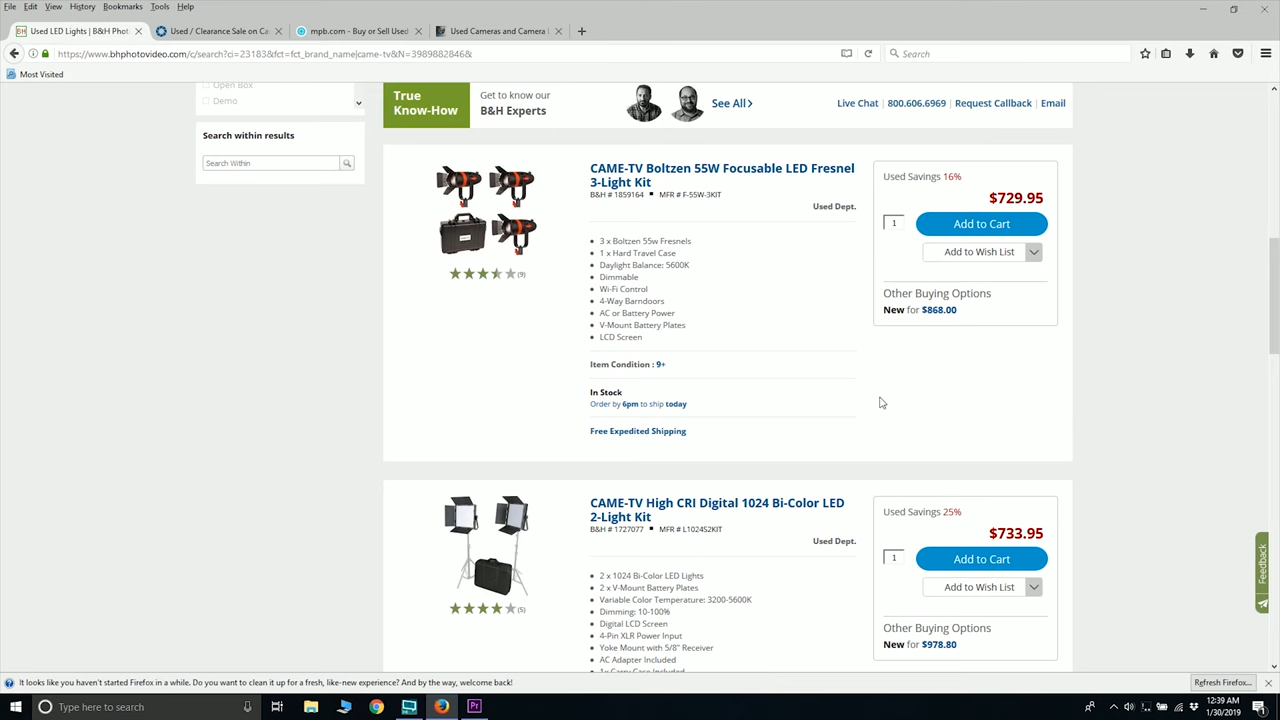 File Edit View History Bookmarks Tools Help
Used LED Lights | B&H Phot
Used / Clearance Sale on Ca
mpb.com - Buy or Sell Used
Used Cameras and Camera
https://www.bhphotovideo.com/c/search?ci=23183&fct=fct_brand_name|came-tv&N=3989882846&
Search
Most Visited
Open Box
Demo
Search within results
Search Within
True
Know-How
Get to know our
B&H Experts
See All
Live Chat | 800.606.6969 | Request Callback | Email
CAME-TV Boltzen 55W Focusable LED Fresnel
3-Light Kit
B&H # 1859164 ▪ MFR # F-55W-3KIT
Used Dept.
• 3 x Boltzen 55w Fresnels
• 1 x Hard Travel Case
• Daylight Balance: 5600K
• Dimmable
• Wi-Fi Control
• 4-Way Barndoors
• AC or Battery Power
• V-Mount Battery Plates
• LCD Screen
(9)
Item Condition : 9+
In Stock
Order by 6pm to ship today
Free Expedited Shipping
Used Savings 16%
$729.95
1
Add to Cart
Add to Wish List
Other Buying Options
New for $868.00
CAME-TV High CRI Digital 1024 Bi-Color LED
2-Light Kit
B&H # 1727077 ▪ MFR # L1024S2KIT
Used Dept.
• 2 x 1024 Bi-Color LED Lights
• 2 x V-Mount Battery Plates
• Variable Color Temperature: 3200-5600K
• Dimming: 10-100%
• Digital LCD Screen
• 4-Pin XLR Power Input
• Yoke Mount with 5/8" Receiver
• AC Adapter Included
• 1x Carry Case Included
(5)
Used Savings 25%
$733.95
1
Add to Cart
Add to Wish List
Other Buying Options
New for $978.80
Feedback
It looks like you haven't started Firefox in a while. Do you want to clean it up for a fresh, like-new experience? And by the way, welcome back!
Refresh Firefox...
Type here to search
Pr
12:39 AM
1/30/2019